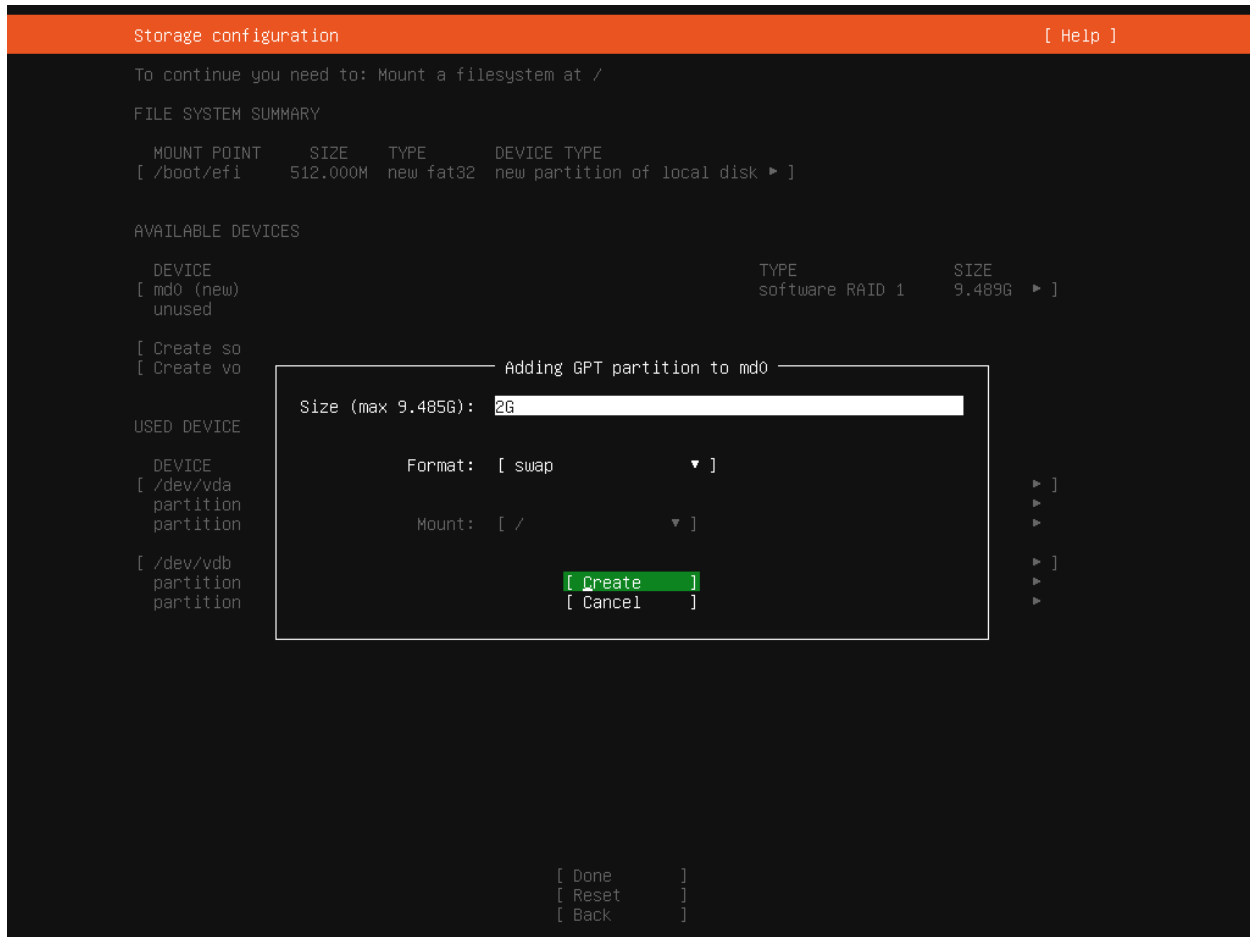 Storage configuration [ Help ]
To continue you need to: Mount a filesystem at /
FILE SYSTEM SUMMARY
MOUNT POINT SIZE TYPE DEVICE TYPE
[ /boot/efi 512.000M new fat32 new partition of local disk ▸ ]
AVAILABLE DEVICES
DEVICE TYPE SIZE
[ md0 (new) software RAID 1 9.489G ▸ ]
unused
[ Create so
[ Create vo
Adding GPT partition to md0
Size (max 9.485G): 2G
USED DEVICE
Format: [ swap ▾ ]
DEVICE
[ /dev/vda ▸ ]
partition ▸
partition ▸
Mount: [ / ▾ ]
[ /dev/vdb ▸ ]
partition ▸
partition ▸
[ Create ]
[ Cancel ]
[ Done ]
[ Reset ]
[ Back ]